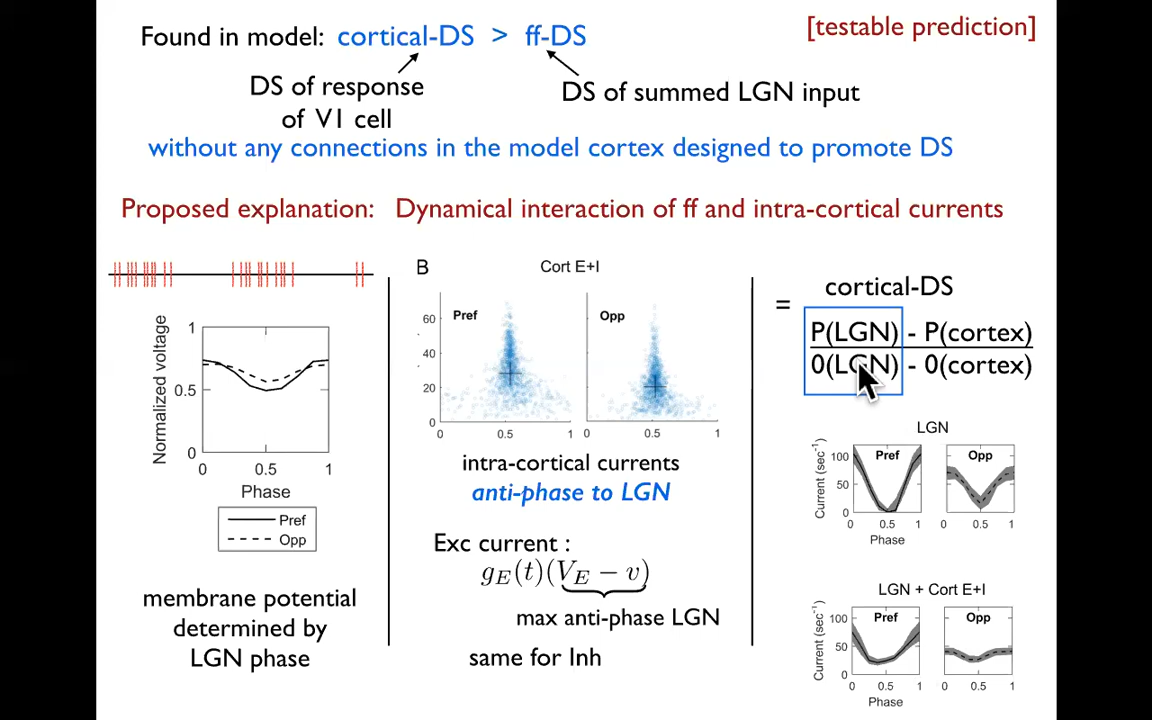 Found in model: cortical-DS > ff-DS
[testable prediction]
DS of response
of V1 cell
DS of summed LGN input
without any connections in the model cortex designed to promote DS
Proposed explanation: Dynamical interaction of ff and intra-cortical currents
Normalized voltage
1
0.5
0
0 0.5 1
Phase
Pref
Opp
membrane potential
determined by
LGN phase
B
Cort E+I
Pref
Opp
60
40
20
0
0 0.5 1
0 0.5 1
intra-cortical currents
anti-phase to LGN
Exc current :
g_E(t)(V_E − v)
max anti-phase LGN
same for Inh
cortical-DS
=
P(LGN) - P(cortex)
0(LGN) - 0(cortex)
LGN
Current (sec⁻¹)
100
50
0
Pref
Opp
0 0.5 1
0 0.5 1
Phase
LGN + Cort E+I
Current (sec⁻¹)
100
50
0
Pref
Opp
0 0.5 1
0 0.5 1
Phase